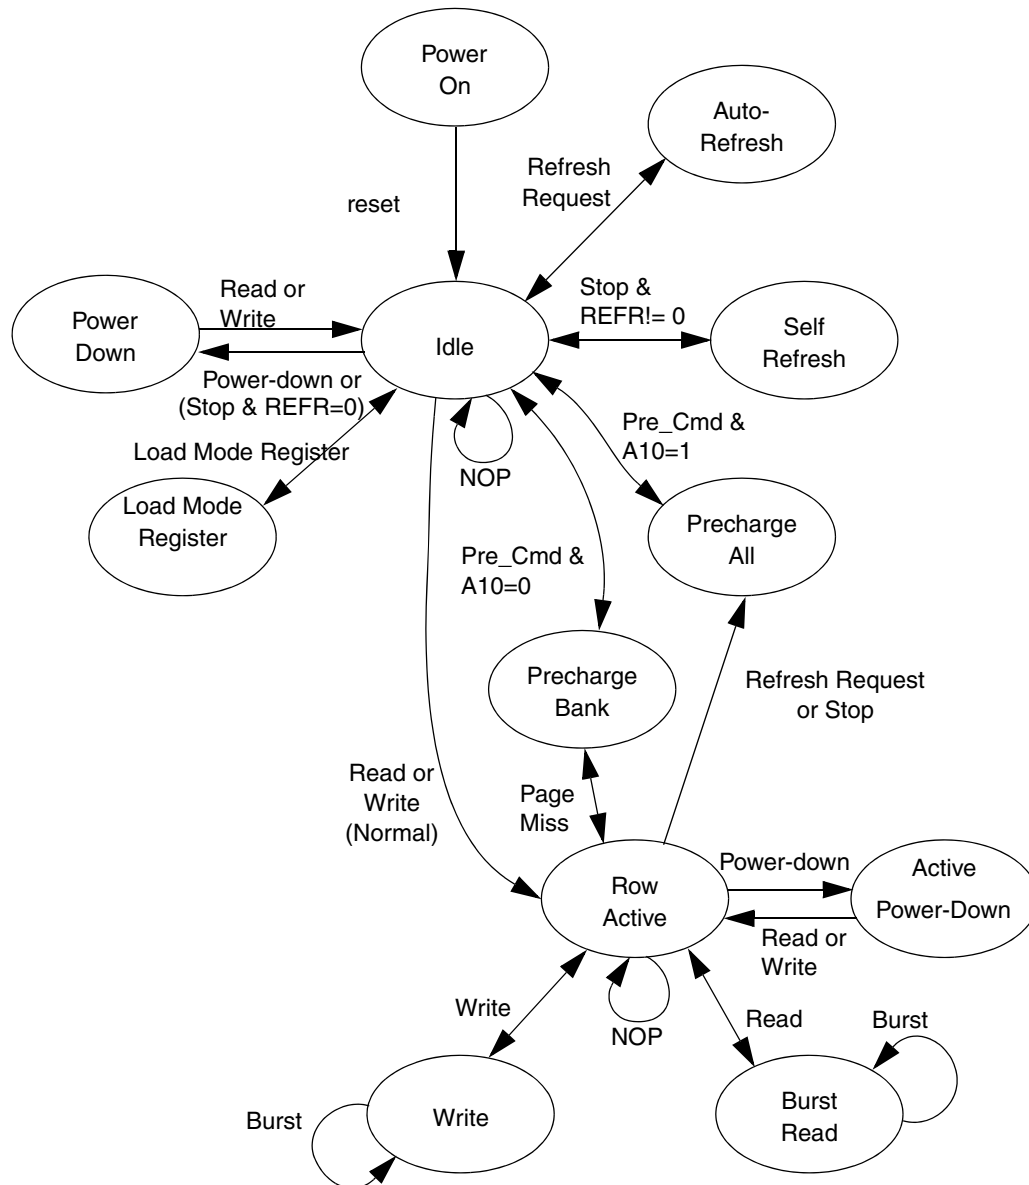 Power
On
Auto-
Refresh
Refresh
Request
reset
Stop &
REFR!= 0
Read or
Write
Power
Down
Idle
Self
Refresh
Power-down or
(Stop & REFR=0)
Pre_Cmd &
A10=1
Load Mode Register
NOP
Load Mode
Register
Precharge
All
Pre_Cmd &
A10=0
Precharge
Bank
Refresh Request
or Stop
Read or
Write
(Normal)
Page
Miss
Row
Active
Power-down
Active
Power-Down
Read or
Write
Write
NOP
Read
Burst
Burst
Write
Burst
Read